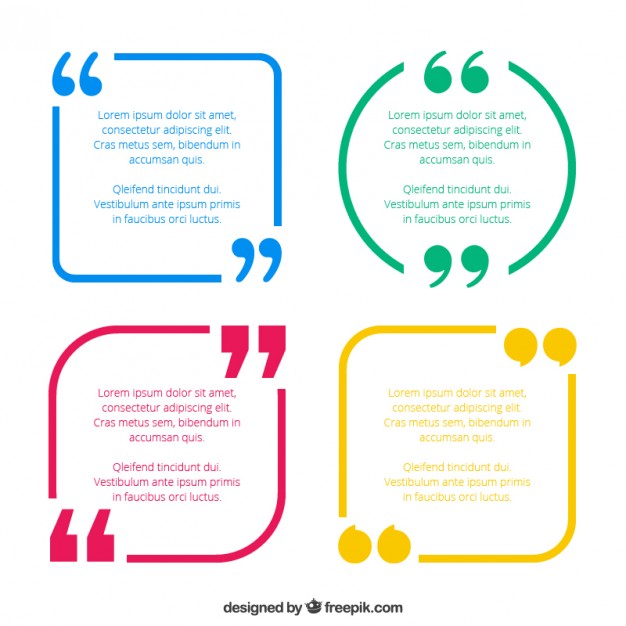 Lorem ipsum dolor sit amet,
consectetur adipiscing elit.
Cras metus sem, bibendum in
accumsan quis.
Qleifend tincidunt dui.
Vestibulum ante ipsum primis
in faucibus orci luctus.
Lorem ipsum dolor sit amet,
consectetur adipiscing elit.
Cras metus sem, bibendum in
accumsan quis.
Qleifend tincidunt dui.
Vestibulum ante ipsum primis
in faucibus orci luctus.
Lorem ipsum dolor sit amet,
consectetur adipiscing elit.
Cras metus sem, bibendum in
accumsan quis.
Qleifend tincidunt dui.
Vestibulum ante ipsum primis
in faucibus orci luctus.
Lorem ipsum dolor sit amet,
consectetur adipiscing elit.
Cras metus sem, bibendum in
accumsan quis.
Qleifend tincidunt dui.
Vestibulum ante ipsum primis
in faucibus orci luctus.
designed by freepik.com